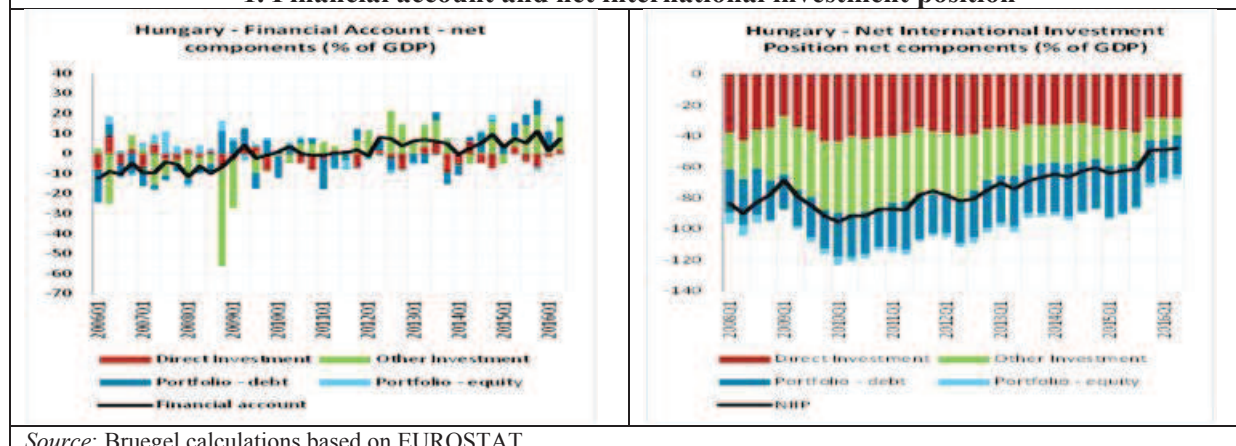 1. Financial account and net international investment position
Hungary - Financial Account - net
components (% of GDP)
40
30
20
10
0
-10
-20
-30
-40
-50
-60
-70
2006Q1
2007Q1
2008Q1
2009Q1
2010Q1
2011Q1
2012Q1
2013Q1
2014Q1
2015Q1
2016Q1
Direct Investment
Other Investment
Portfolio - debt
Portfolio - equity
Financial account
Hungary - Net International Investment
Position net components (% of GDP)
0
-20
-40
-60
-80
-100
-120
-140
2008Q1
2009Q1
2010Q1
2011Q1
2012Q1
2013Q1
2014Q1
2015Q1
2016Q1
Direct Investment
Other Investment
Portfolio - debt
Portfolio - equity
NIIP
Source: Bruegel calculations based on EUROSTAT